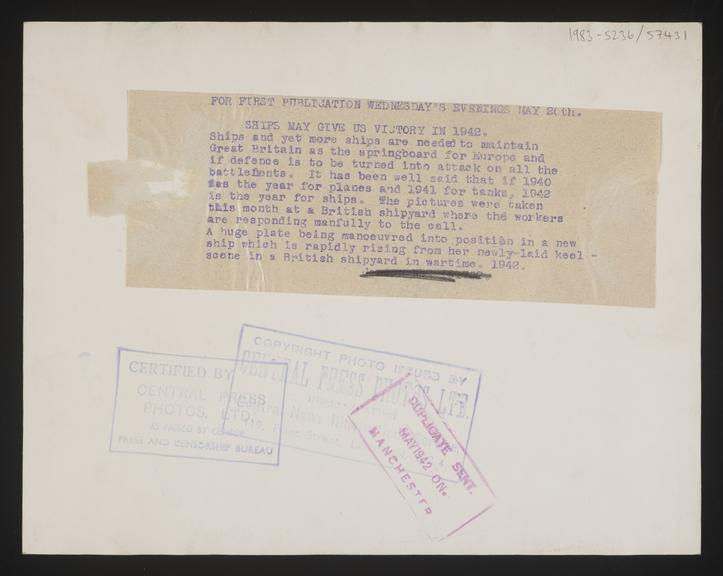 1983-5236/57431
FOR FIRST PUBLICATION WEDNESDAY'S EVENINGS MAY 20th.
SHIPS MAY GIVE US VICTORY IN 1942.
Ships and yet more ships are needed to maintain
Great Britain as the springboard for Europe and
if defence is to be turned into attack on all the
battlefronts. It has been well said that if 1940
was the year for planes and 1941 for tanks, 1942
is the year for ships. The pictures were taken
this month at a British shipyard where the workers
are responding manfully to the call.
A huge plate being manoeuvred into position in a new
ship which is rapidly rising from her newly-laid keel -
scene in a British shipyard in wartime. 1942.
COPYRIGHT PHOTO ISSUED BY
CENTRAL PRESS PHOTOS LTD.
Central News
119, Fleet Street,
CERTIFIED BY
CENTRAL PRESS
PHOTOS, LTD.
AS PASSED BY CENSOR
PRESS AND CENSORSHIP BUREAU
DUPLICATE SENT.
MAY 1942 ON.
MANCHESTER